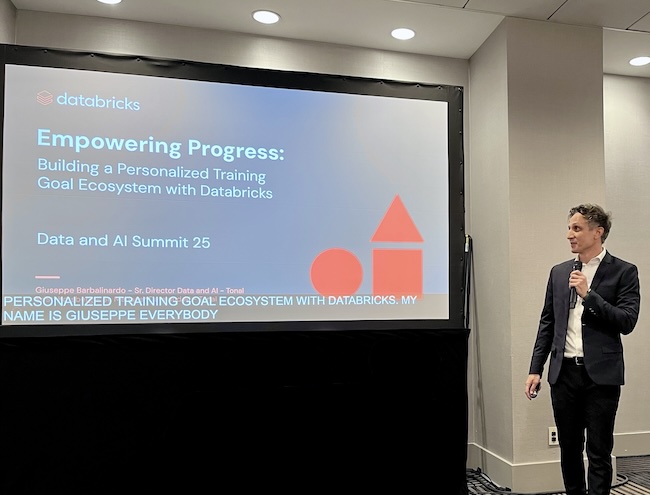 databricks
Empowering Progress:
Building a Personalized Training
Goal Ecosystem with Databricks
Data and AI Summit 25
Giuseppe Barbalinardo – Sr. Director Data and AI – Tonal
PERSONALIZED TRAINING GOAL ECOSYSTEM WITH DATABRICKS. MY
NAME IS GIUSEPPE EVERYBODY